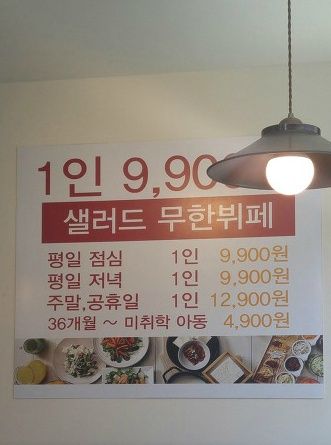 1인 9,90
샐러드 무한뷔페
평일 점심 1인 9,900원
평일 저녁 1인 9,900원
주말,공휴일 1인 12,900원
36개월 ~ 미취학 아동 4,900원